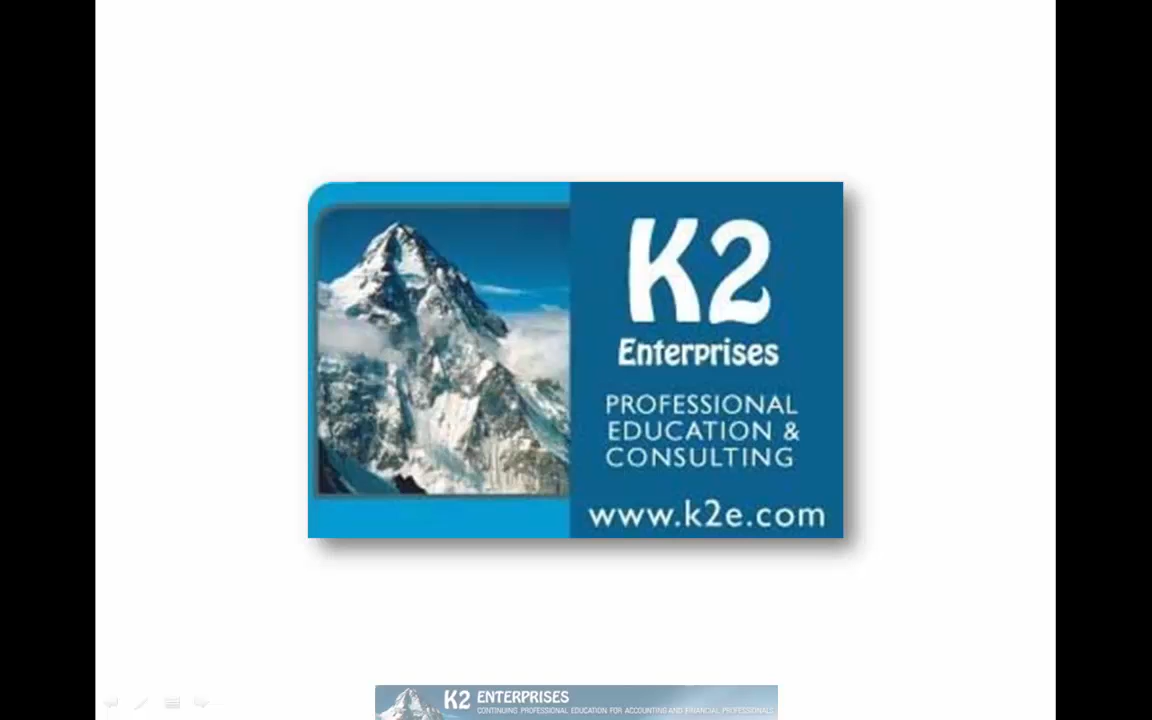 K2
Enterprises
PROFESSIONAL
EDUCATION &
CONSULTING
www.k2e.com
K2 ENTERPRISES
CONTINUING PROFESSIONAL EDUCATION FOR ACCOUNTING AND FINANCIAL PROFESSIONALS